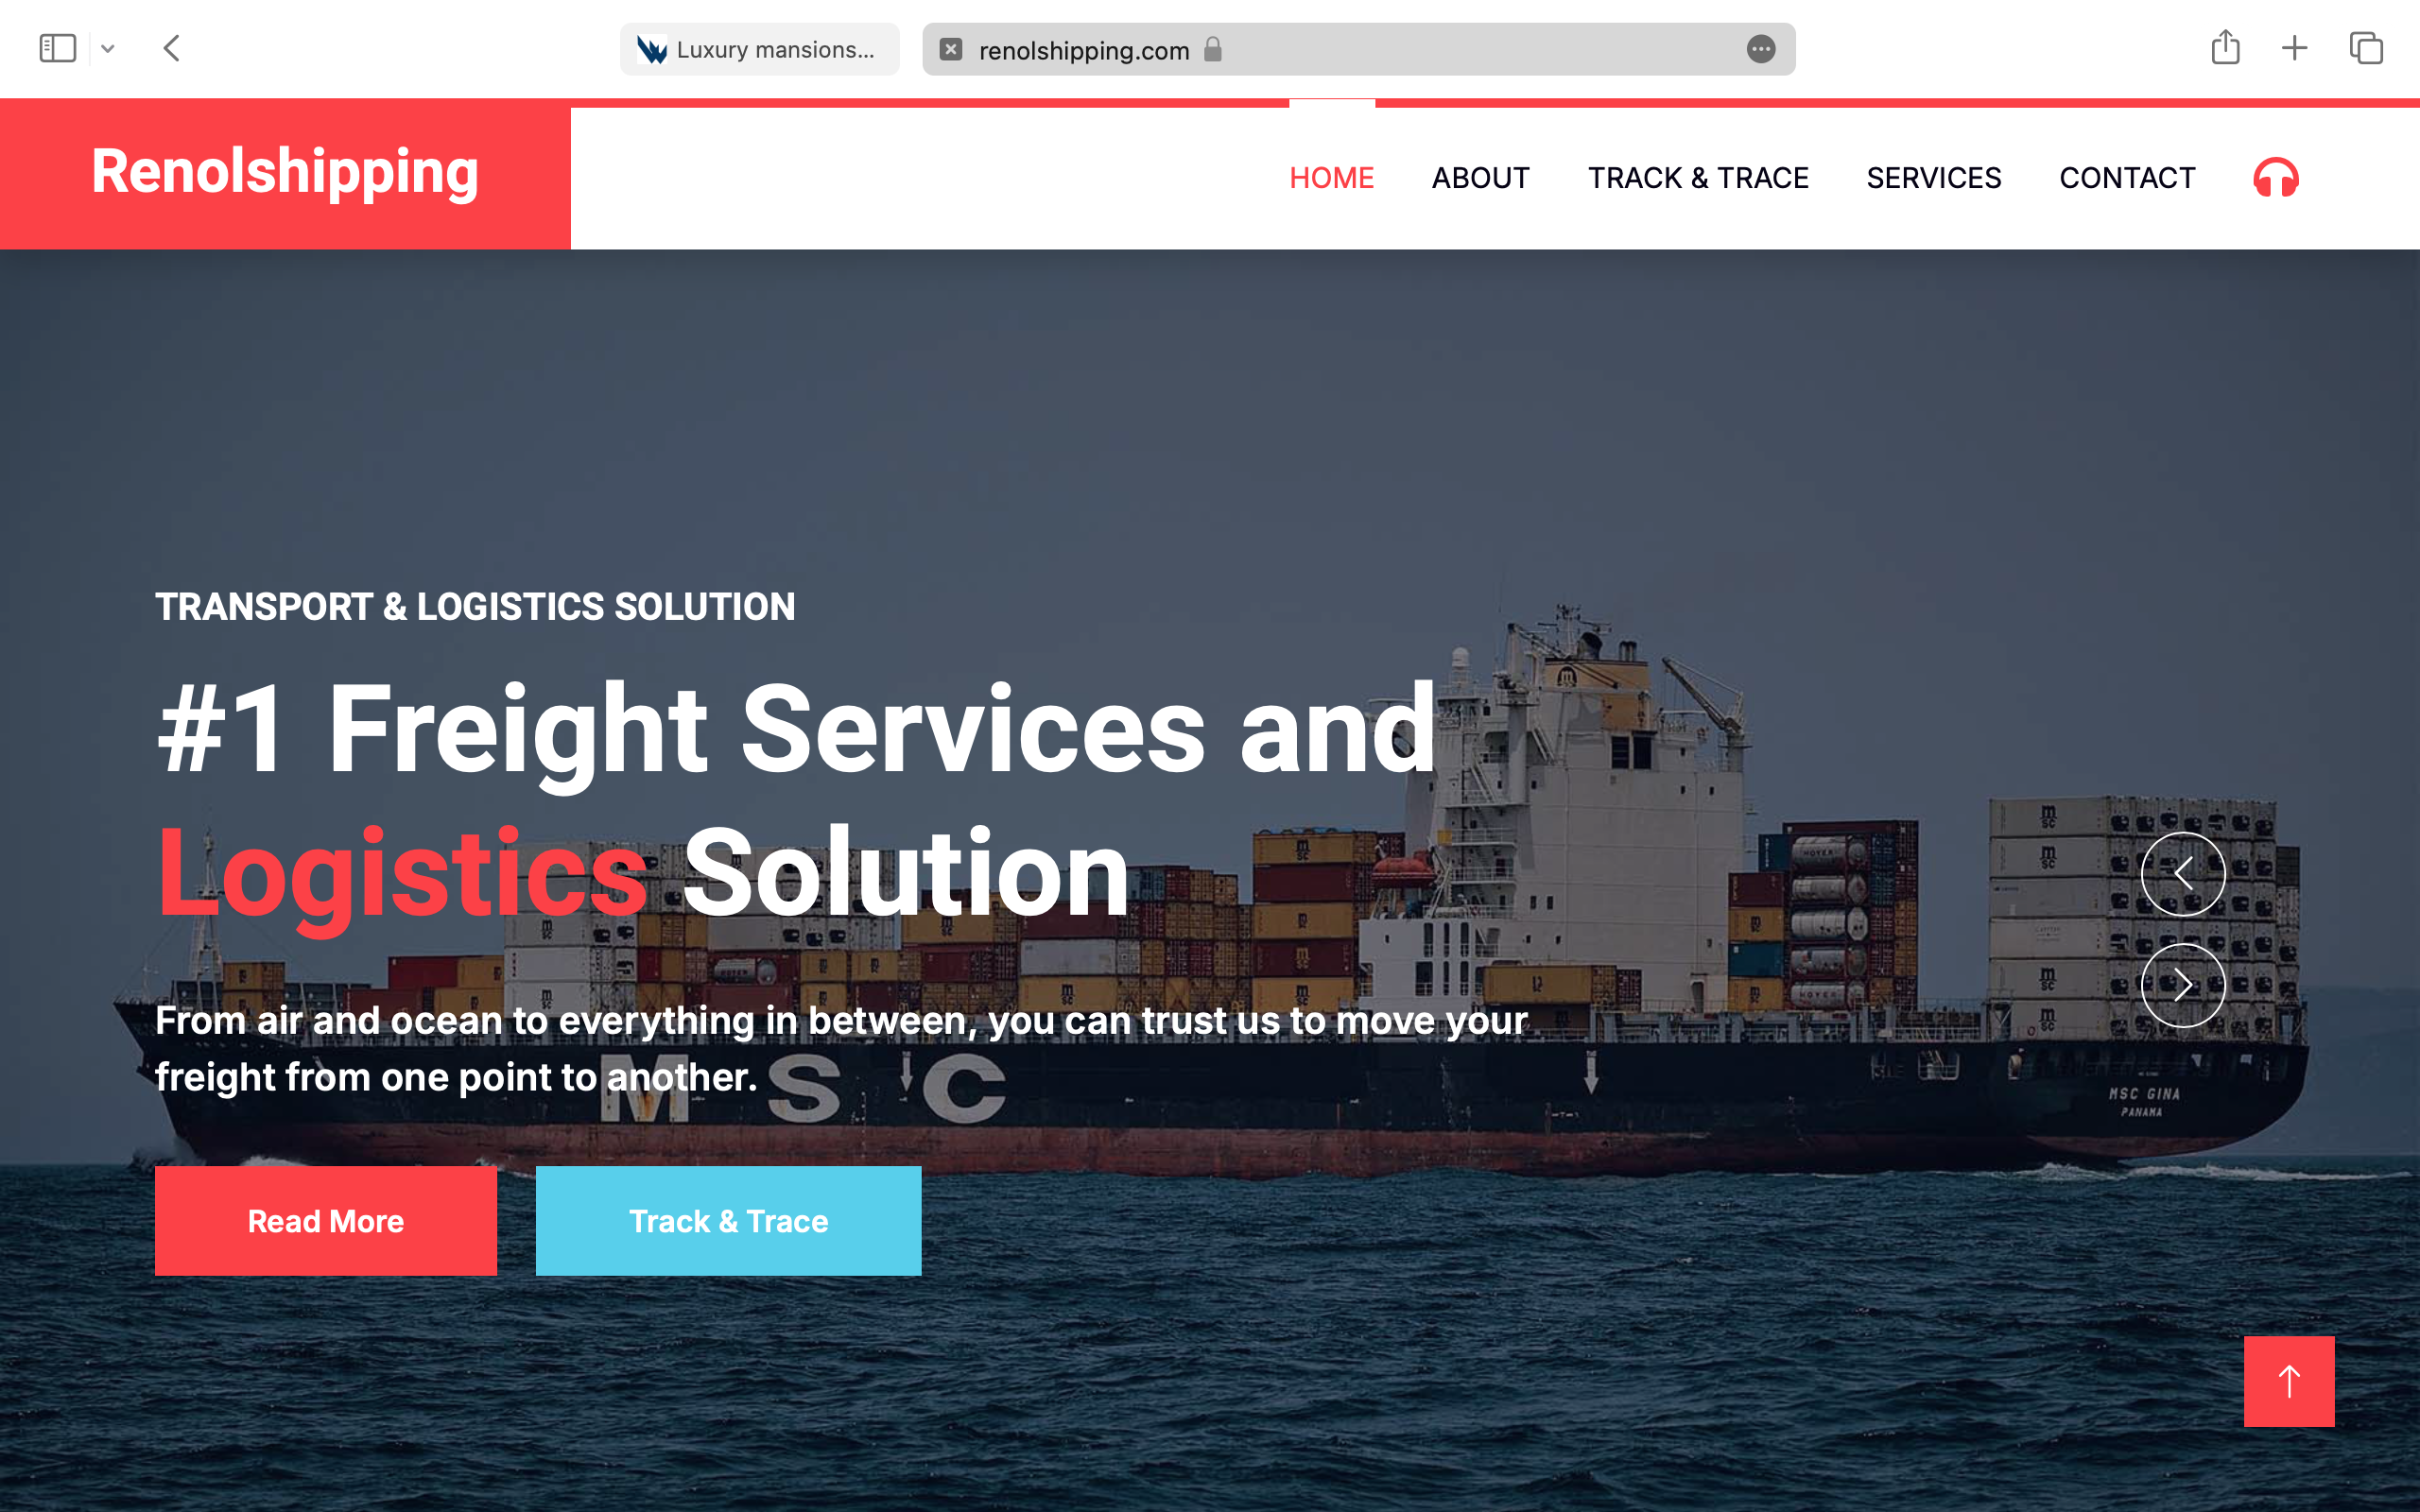 Luxury mansions...
renolshipping.com
Renolshipping
HOME
ABOUT
TRACK & TRACE
SERVICES
CONTACT
TRANSPORT & LOGISTICS SOLUTION
#1 Freight Services and
Logistics Solution
From air and ocean to everything in between, you can trust us to move your
freight from one point to another.
M S C
MSC GINA
PANAMA
Read More
Track & Trace